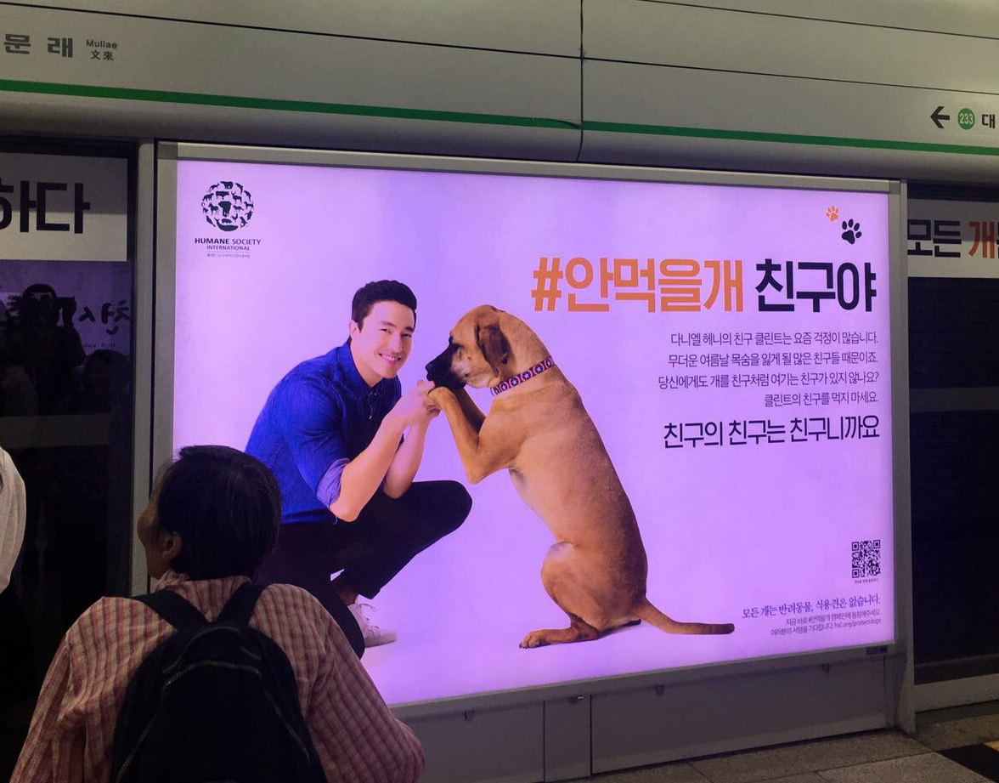 문래 Mullae
文來
← 233 대
하다
모든 개
HUMANE SOCIETY
INTERNATIONAL
#안먹을개 친구야
다니엘 헤니의 친구 클린트는 요즘 걱정이 많습니다.
무더운 여름날 목숨을 잃게 될 많은 친구들 때문이죠.
당신에게도 개를 친구처럼 여기는 친구가 있지 않나요?
클린트의 친구를 먹지 마세요.
친구의 친구는 친구니까요
모든 개는 반려동물, 식용견은 없습니다.
지금 바로 #안먹을개 캠페인에 동참해주세요.
여러분의 서명을 기다립니다. hsi.org/protectdogs